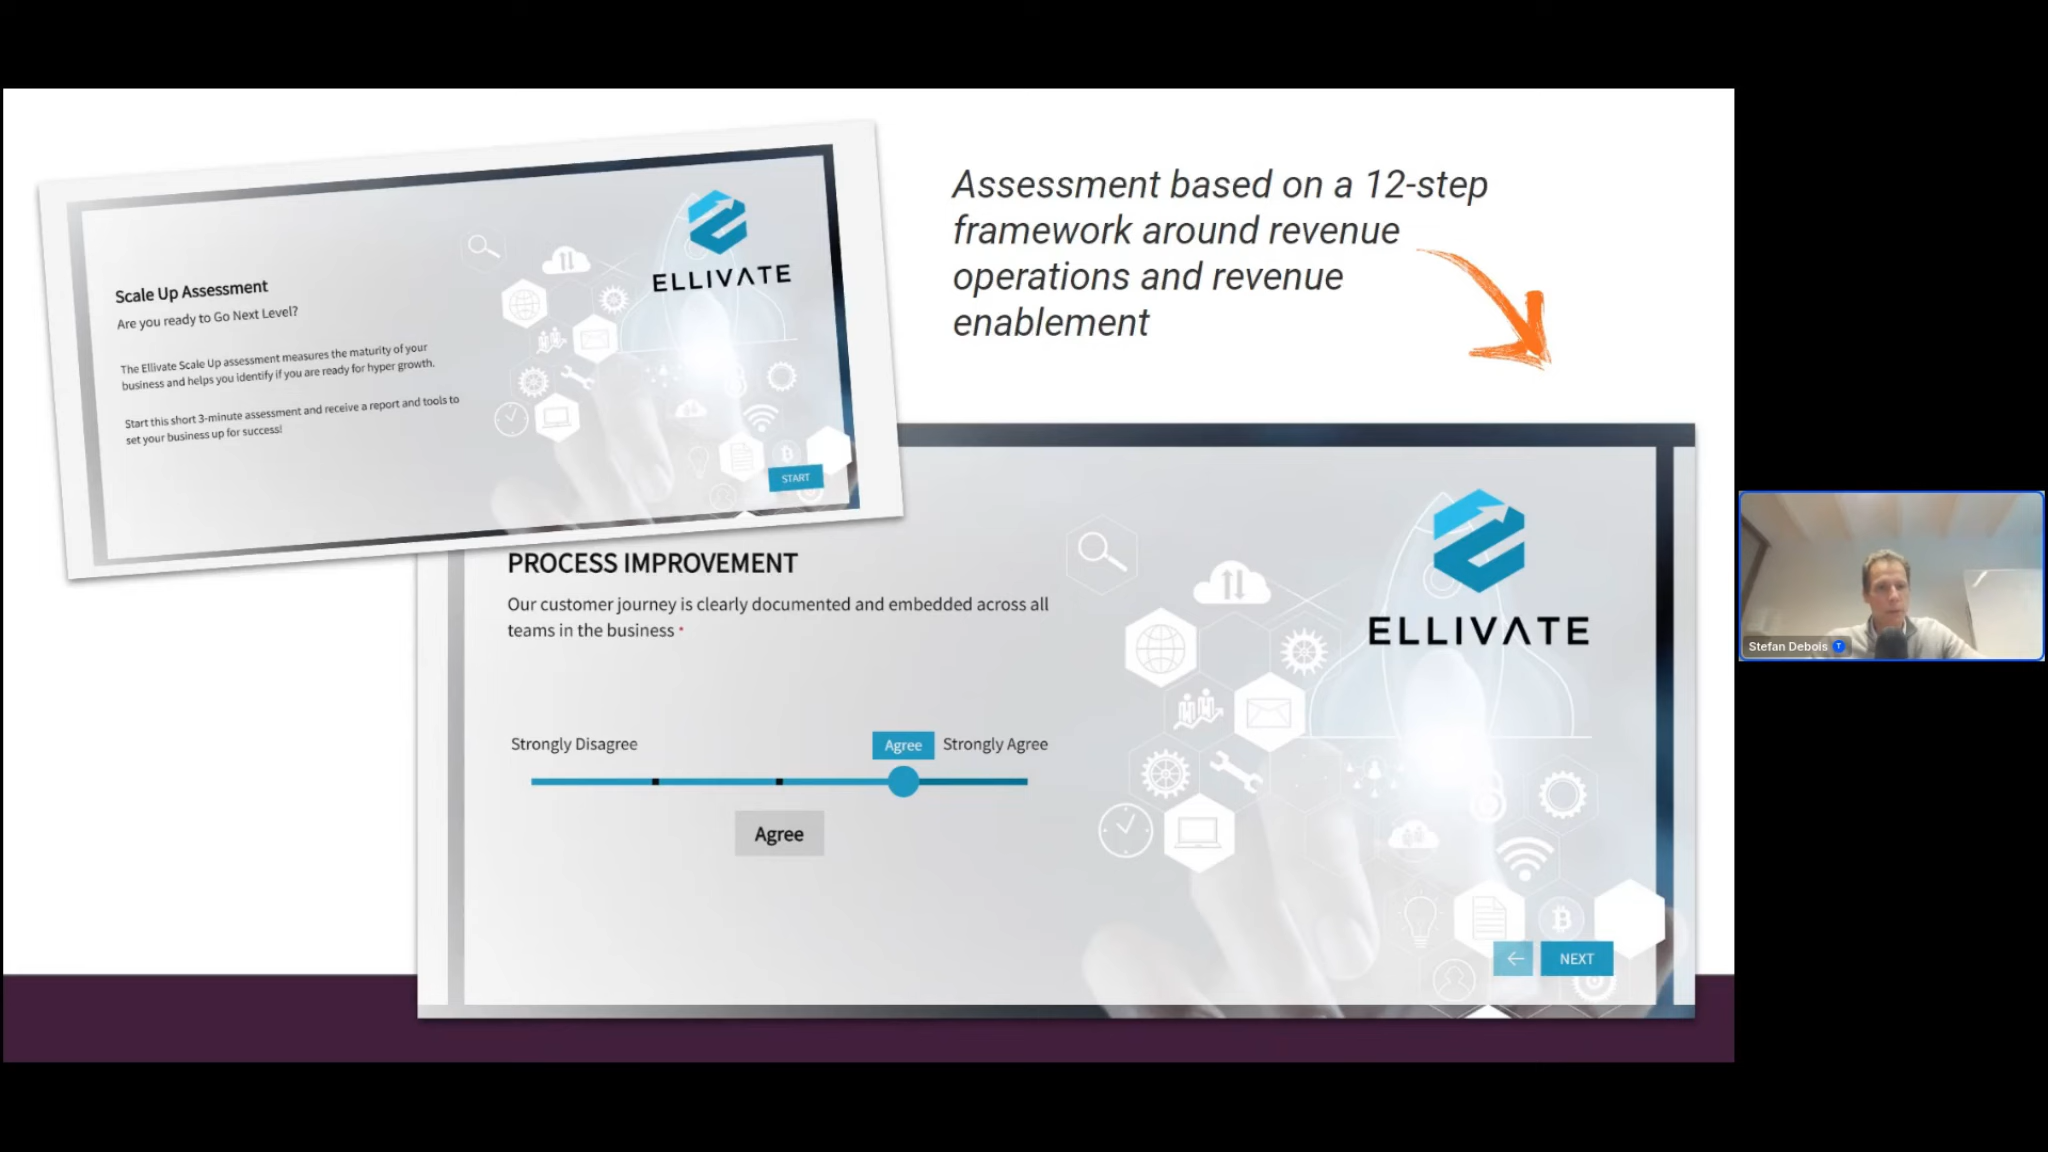 Assessment based on a 12-step
framework around revenue
operations and revenue
enablement
ELLIVATE
Scale Up Assessment
Are you ready to Go Next Level?
The Ellivate Scale Up assessment measures the maturity of your
business and helps you identify if you are ready for hyper growth.
Start this short 3-minute assessment and receive a report and tools to
set your business up for success!
START
ELLIVATE
PROCESS IMPROVEMENT
Our customer journey is clearly documented and embedded across all
teams in the business *
Strongly Disagree
Agree
Strongly Agree
Agree
NEXT
Stefan Debois
T